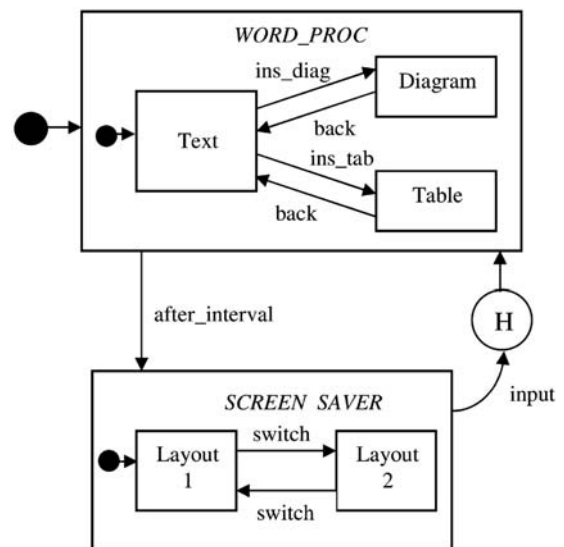 WORD_PROC
ins_diag
Diagram
Text
back
ins_tab
Table
back
after_interval
H
input
SCREEN SAVER
switch
Layout
1
Layout
2
switch